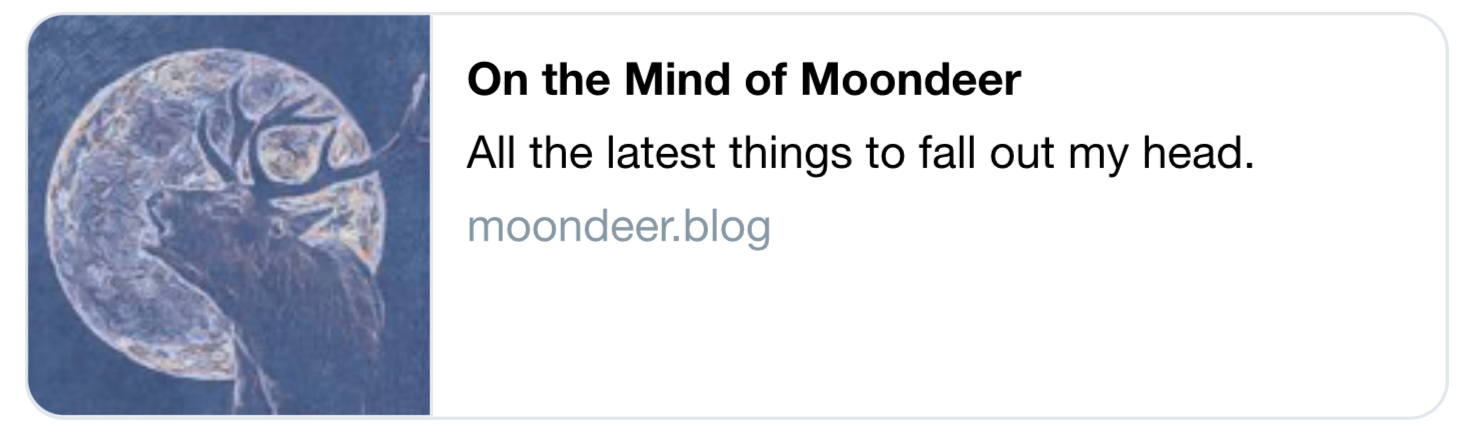 On the Mind of Moondeer
All the latest things to fall out my head.
moondeer.blog